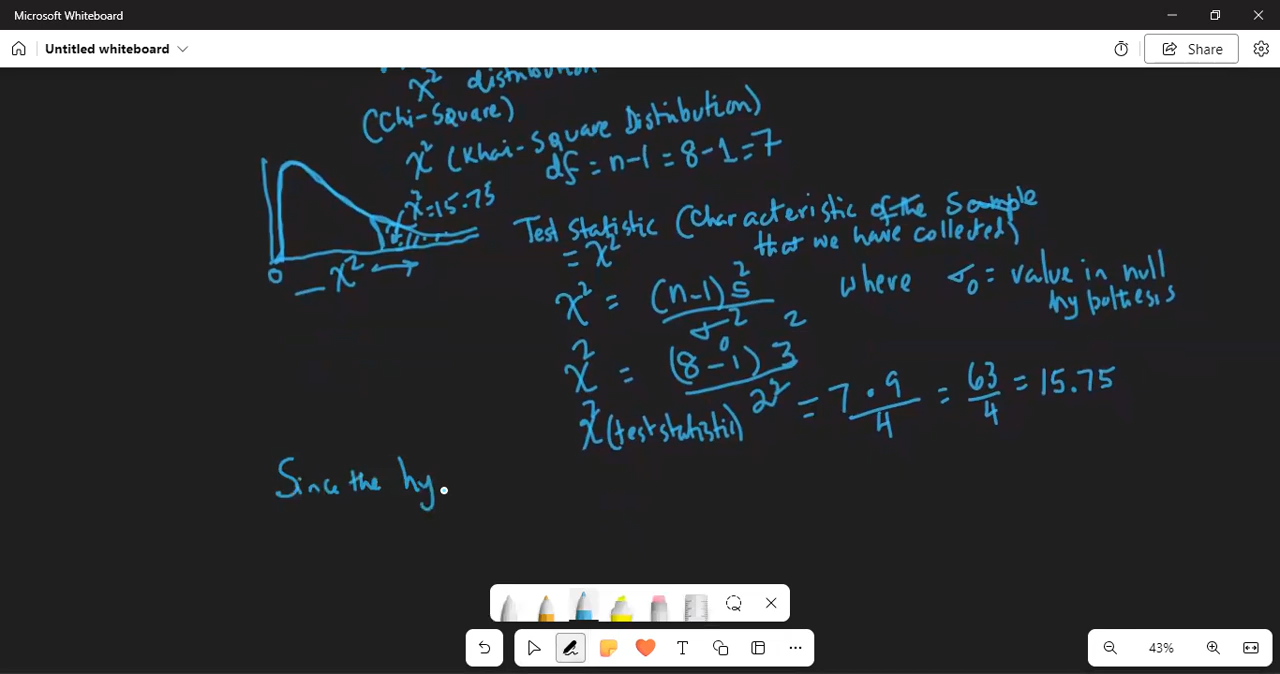 Microsoft Whiteboard
Untitled whiteboard
Share
χ² distribution
(Chi-Square)
χ² (Khai-Square Distribution)
df = n-1 = 8-1 = 7
χ²=15.75
Test statistic (Characteristic of the Sample
that we have collected)
= χ²
χ² = (n-1) s² / σ₀²
where σ₀ = value in null
hypothesis
χ² = (8-1) 3² / 2² = 7 · 9 / 4 = 63 / 4 = 15.75
χ² (test statistic)
0
χ²
Since the hy
43%